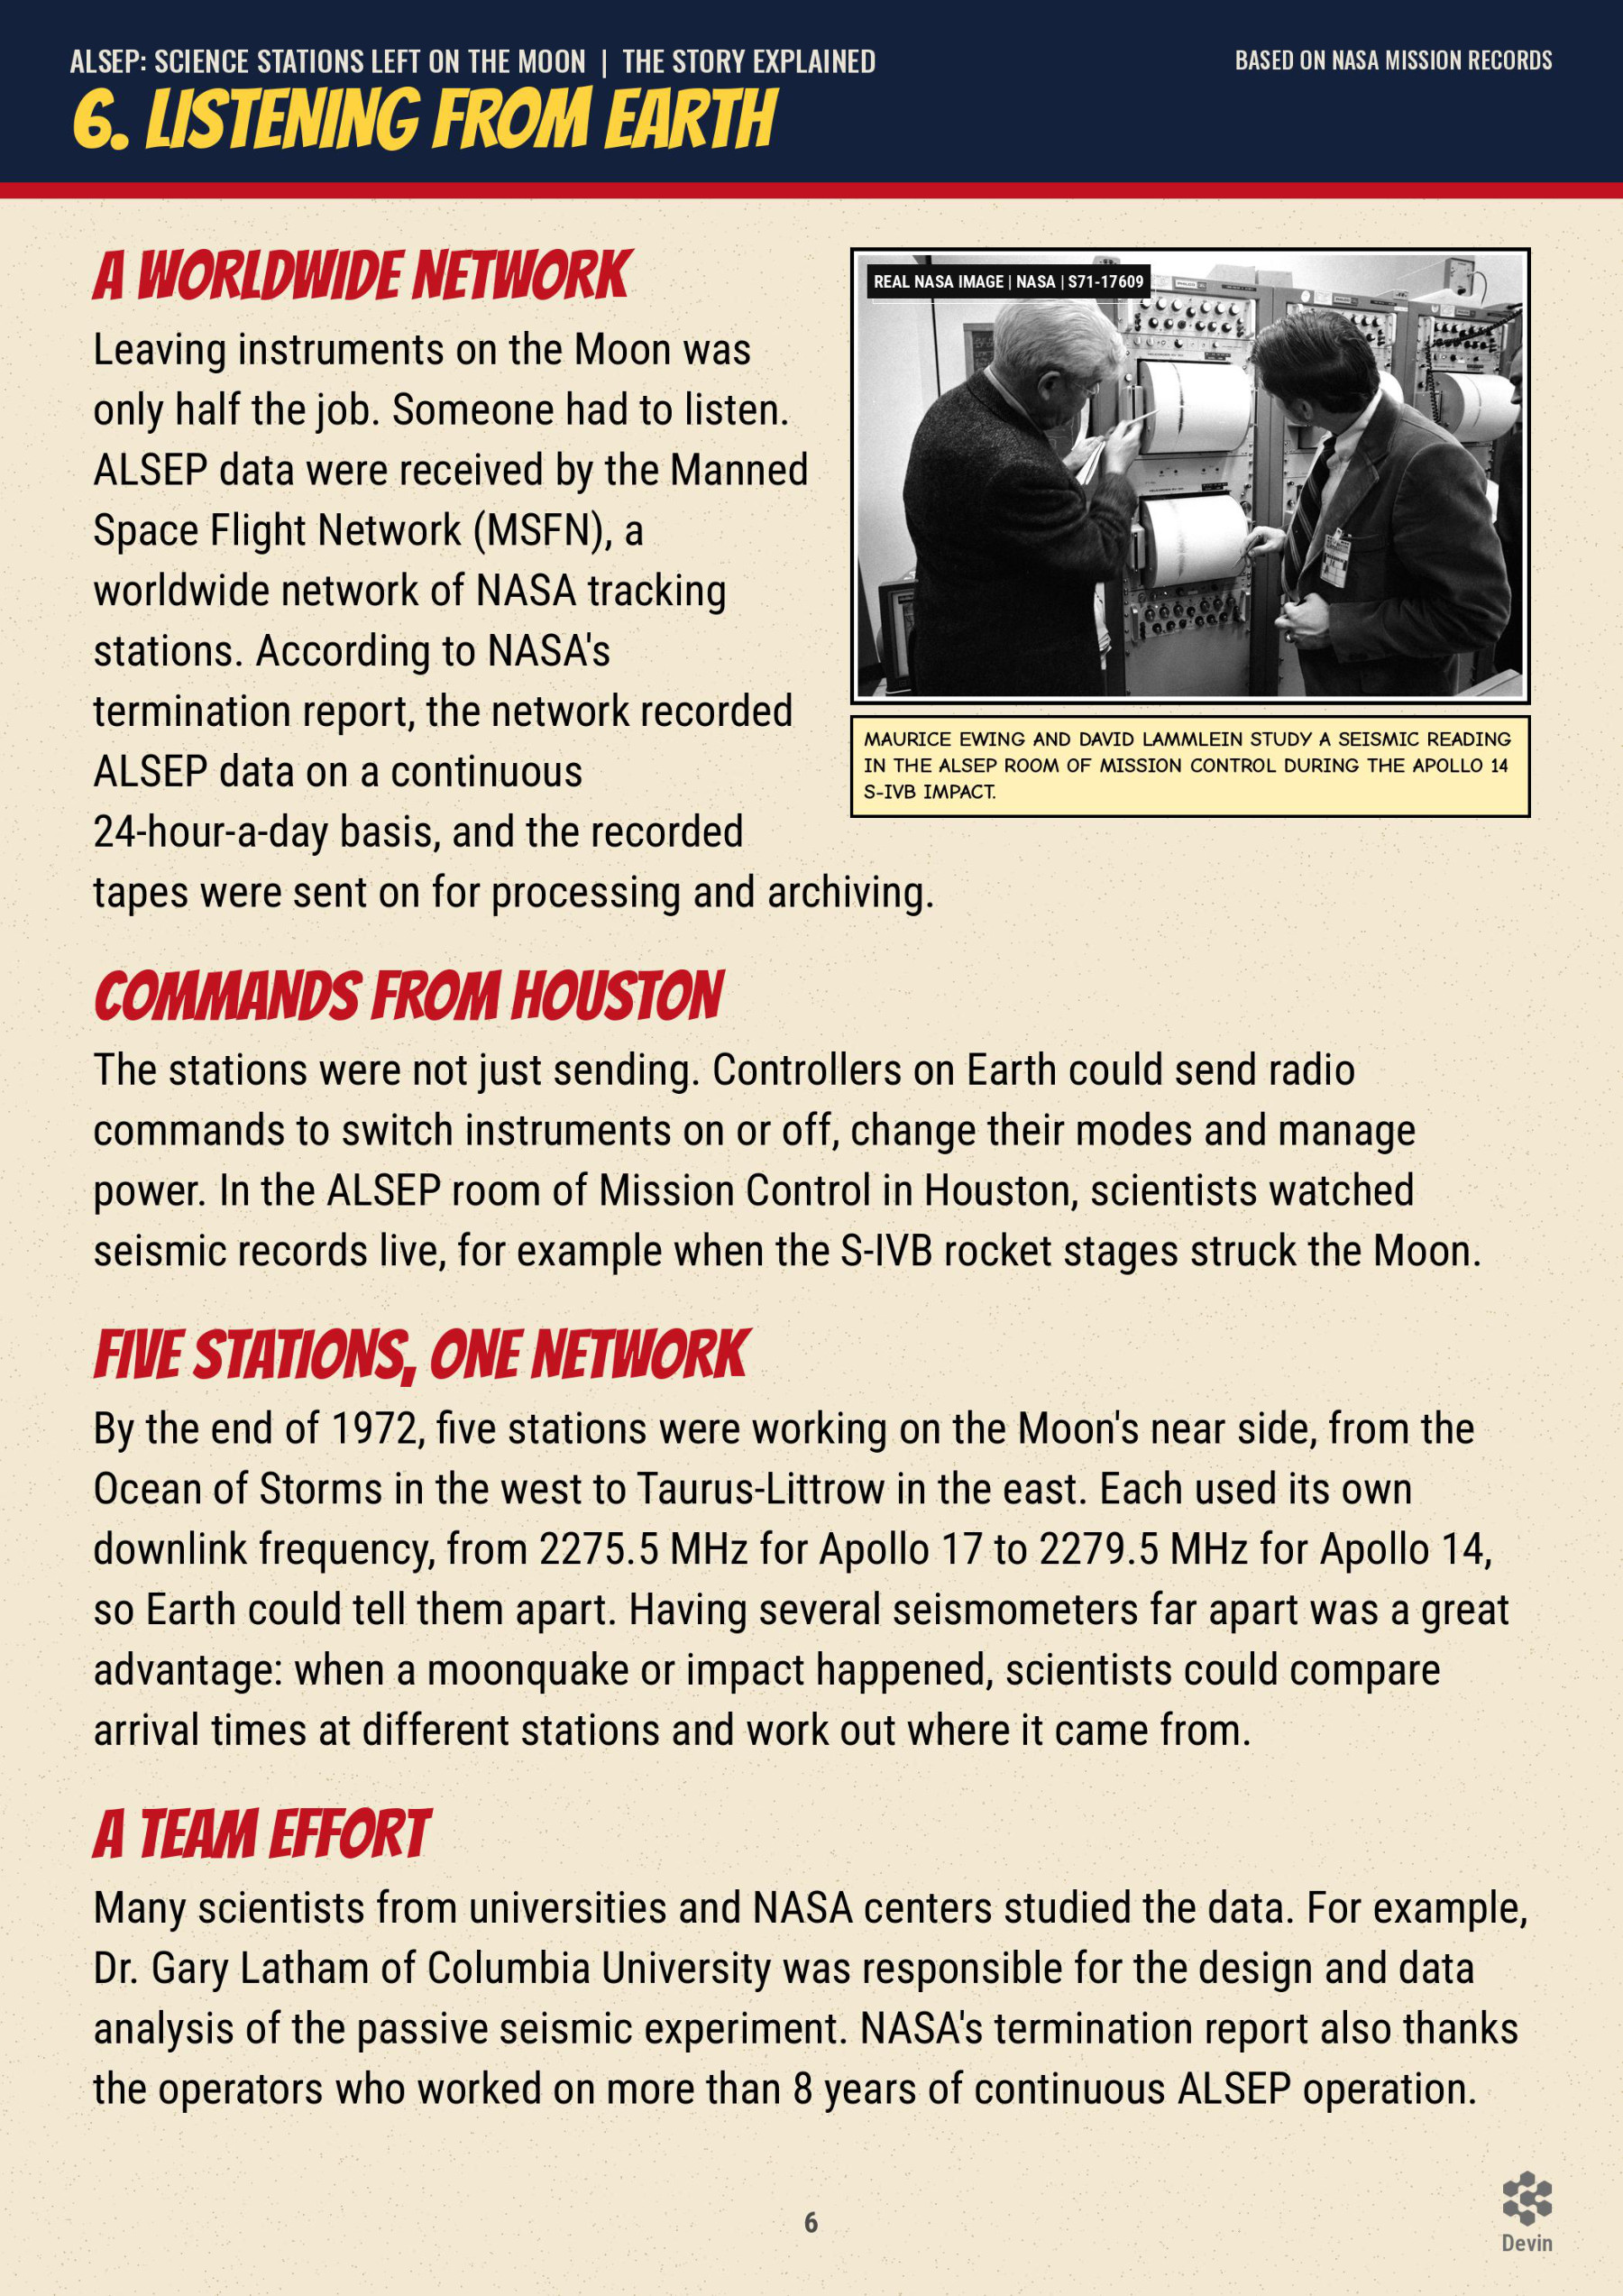 ALSEP: SCIENCE STATIONS LEFT ON THE MOON | THE STORY EXPLAINED
BASED ON NASA MISSION RECORDS
6. LISTENING FROM EARTH
A WORLDWIDE NETWORK
Leaving instruments on the Moon was
only half the job. Someone had to listen.
ALSEP data were received by the Manned
Space Flight Network (MSFN), a
worldwide network of NASA tracking
stations. According to NASA's
termination report, the network recorded
ALSEP data on a continuous
24-hour-a-day basis, and the recorded
tapes were sent on for processing and archiving.
REAL NASA IMAGE | NASA | S71-17609
MAURICE EWING AND DAVID LAMMLEIN STUDY A SEISMIC READING
IN THE ALSEP ROOM OF MISSION CONTROL DURING THE APOLLO 14
S-IVB IMPACT.
COMMANDS FROM HOUSTON
The stations were not just sending. Controllers on Earth could send radio
commands to switch instruments on or off, change their modes and manage
power. In the ALSEP room of Mission Control in Houston, scientists watched
seismic records live, for example when the S-IVB rocket stages struck the Moon.
FIVE STATIONS, ONE NETWORK
By the end of 1972, five stations were working on the Moon's near side, from the
Ocean of Storms in the west to Taurus-Littrow in the east. Each used its own
downlink frequency, from 2275.5 MHz for Apollo 17 to 2279.5 MHz for Apollo 14,
so Earth could tell them apart. Having several seismometers far apart was a great
advantage: when a moonquake or impact happened, scientists could compare
arrival times at different stations and work out where it came from.
A TEAM EFFORT
Many scientists from universities and NASA centers studied the data. For example,
Dr. Gary Latham of Columbia University was responsible for the design and data
analysis of the passive seismic experiment. NASA's termination report also thanks
the operators who worked on more than 8 years of continuous ALSEP operation.
6
Devin